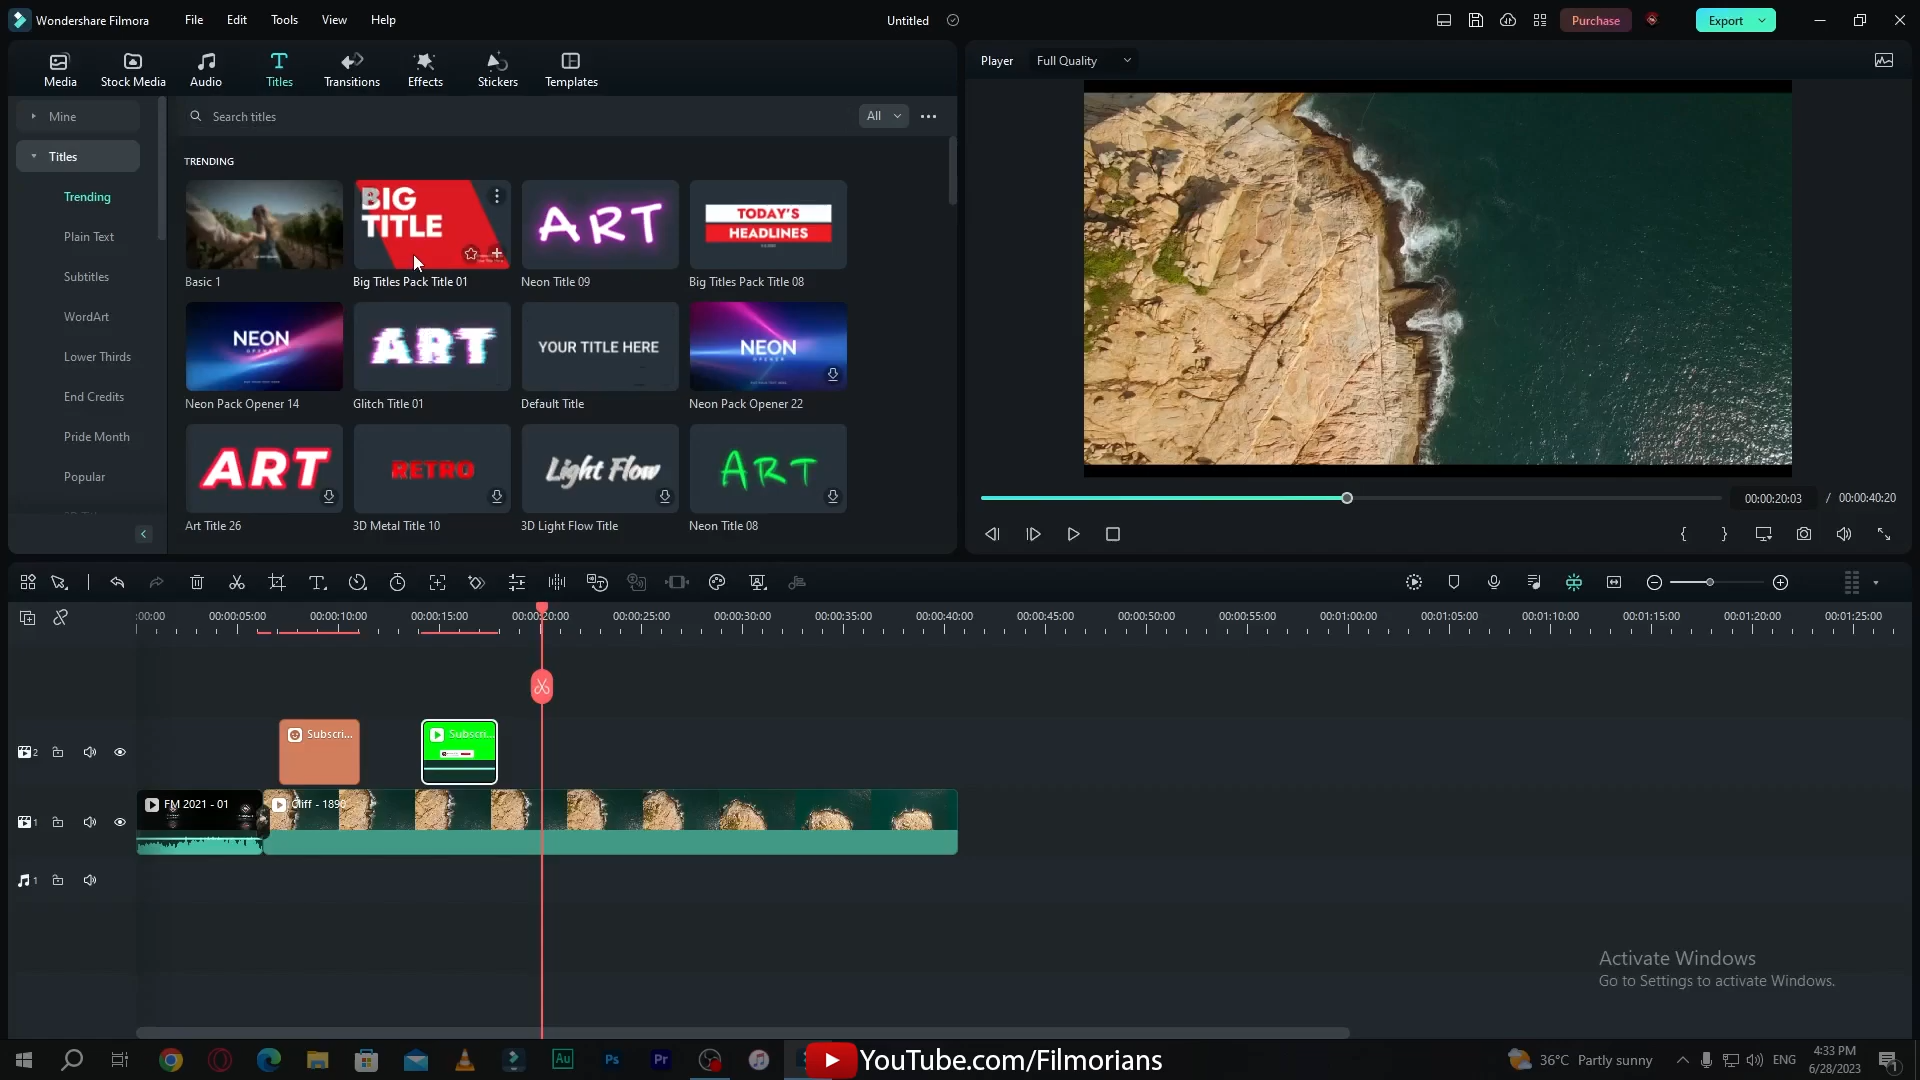 Wondershare Filmora
File
Edit
Tools
View
Help
Untitled
Purchase
Export
Media
Stock Media
Audio
Titles
Transitions
Effects
Stickers
Templates
Player
Full Quality
Mine
Search titles
All
Titles
TRENDING
Trending
Plain Text
Subtitles
WordArt
Lower Thirds
End Credits
Pride Month
Popular
BIG
TITLE
ART
TODAY'S
HEADLINES
Basic 1
Big Titles Pack Title 01
Neon Title 09
Big Titles Pack Title 08
NEON
OPENER
ART
YOUR TITLE HERE
NEON
OPENER
Neon Pack Opener 14
Glitch Title 01
Default Title
Neon Pack Opener 22
ART
RETRO
Light Flow
ART
Art Title 26
3D Metal Title 10
3D Light Flow Title
Neon Title 08
00:00:20:03 / 00:00:40:20
:00:00 00:00:05:00 00:00:10:00 00:00:15:00 00:00:20:00 00:00:25:00 00:00:30:00 00:00:35:00 00:00:40:00 00:00:45:00 00:00:50:00 00:00:55:00 00:01:00:00 00:01:05:00 00:01:10:00 00:01:15:00 00:01:20:00 00:01:25:00
Subscri...
Subscri...
2
FM 2021 - 01
Cliff - 1890
1
1
Activate Windows
Go to Settings to activate Windows.
Au
Ps
Pr
YouTube.com/Filmorians
36°C Partly sunny
ENG
4:33 PM
6/28/2023
1